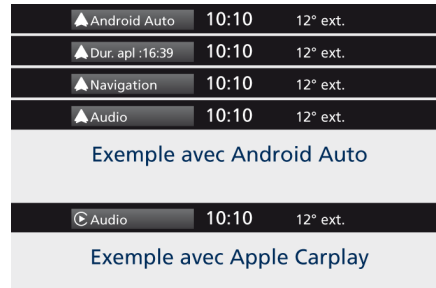 Android Auto 10:10 12° ext.
Dur. apl :16:39 10:10 12° ext.
Navigation 10:10 12° ext.
Audio 10:10 12° ext.
Exemple avec Android Auto
Audio 10:10 12° ext.
Exemple avec Apple Carplay